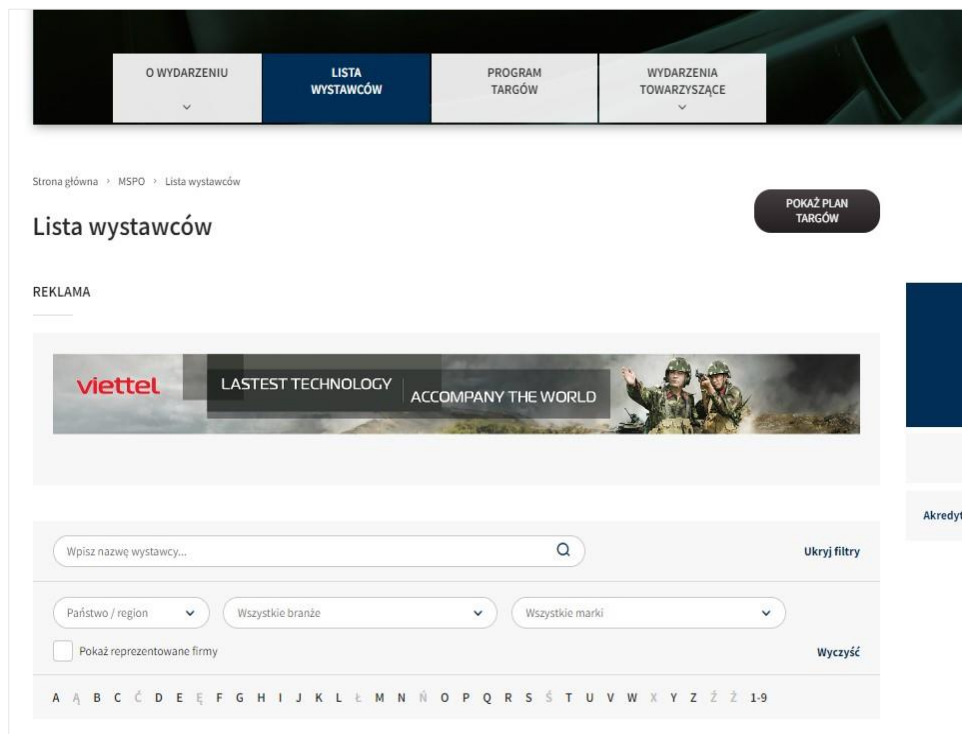 O WYDARZENIU
LISTA
WYSTAWCÓW
PROGRAM
TARGÓW
WYDARZENIA
TOWARZYSZĄCE
Strona główna > MSPO > Lista wystawców
POKAŻ PLAN
TARGÓW
Lista wystawców
REKLAMA
viettel
LASTEST TECHNOLOGY
ACCOMPANY THE WORLD
Akredyt
Wpisz nazwę wystawcy...
Ukryj filtry
Państwo / region
Wszystkie branże
Wszystkie marki
Pokaż reprezentowane firmy
Wyczyść
A Ą B C Ć D E Ę F G H I J K L Ł M N Ń O P Q R S Ś T U V W X Y Z Ź Ż 1-9